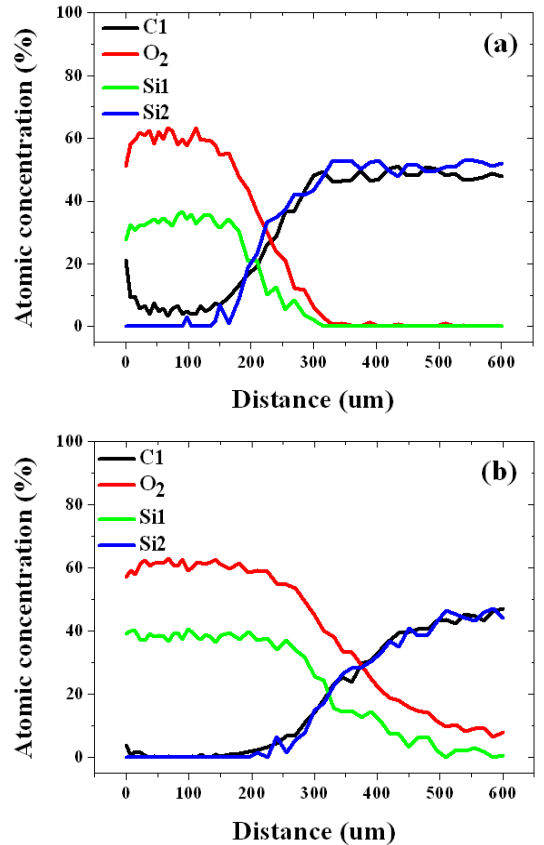 (a)
C1
O2
Si1
Si2
Atomic concentration (%)
100
80
60
40
20
0
0 100 200 300 400 500 600
Distance (um)
(b)
C1
O2
Si1
Si2
Atomic concentration (%)
100
80
60
40
20
0
0 100 200 300 400 500 600
Distance (um)